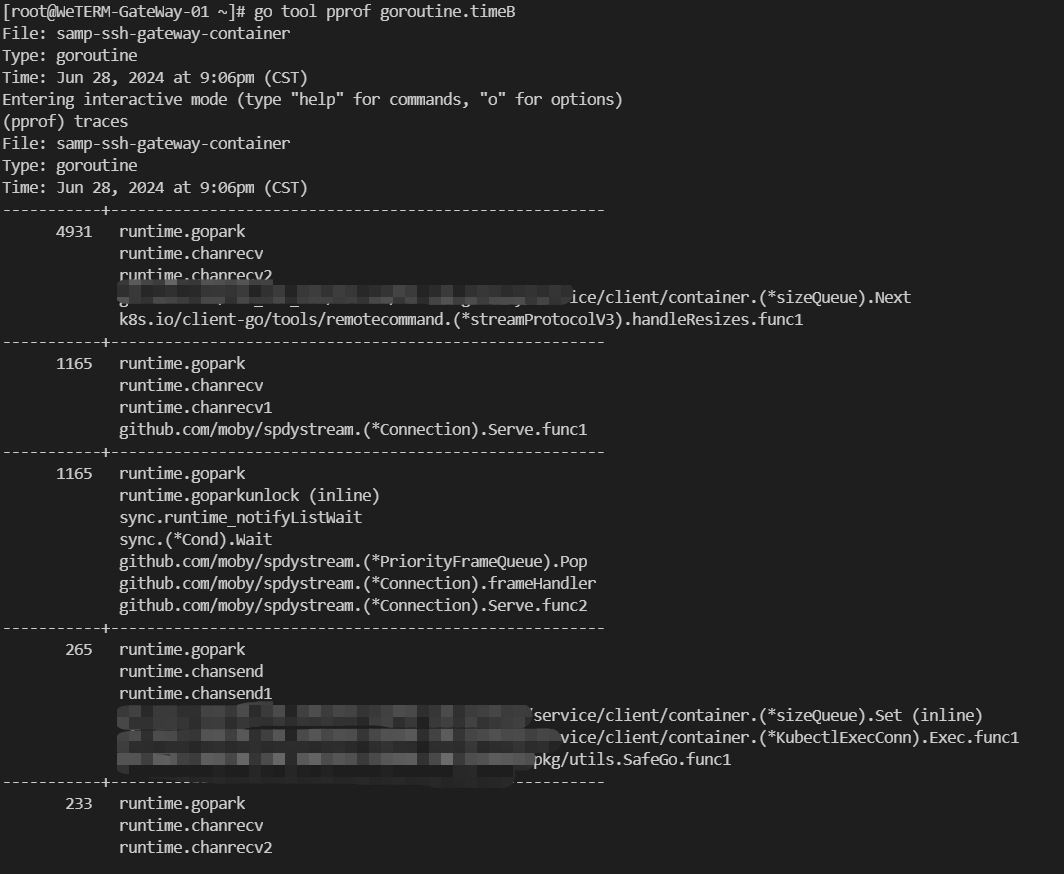 [root@WeTERM-GateWay-01 ~]# go tool pprof goroutine.timeB
File: samp-ssh-gateway-container
Type: goroutine
Time: Jun 28, 2024 at 9:06pm (CST)
Entering interactive mode (type "help" for commands, "o" for options)
(pprof) traces
File: samp-ssh-gateway-container
Type: goroutine
Time: Jun 28, 2024 at 9:06pm (CST)
-----------+-------------------------------------------------------
4931 runtime.gopark
runtime.chanrecv
runtime.chanrecv2
ice/client/container.(*sizeQueue).Next
k8s.io/client-go/tools/remotecommand.(*streamProtocolV3).handleResizes.func1
-----------+-------------------------------------------------------
1165 runtime.gopark
runtime.chanrecv
runtime.chanrecv1
github.com/moby/spdystream.(*Connection).Serve.func1
-----------+-------------------------------------------------------
1165 runtime.gopark
runtime.goparkunlock (inline)
sync.runtime_notifyListWait
sync.(*Cond).Wait
github.com/moby/spdystream.(*PriorityFrameQueue).Pop
github.com/moby/spdystream.(*Connection).frameHandler
github.com/moby/spdystream.(*Connection).Serve.func2
-----------+-------------------------------------------------------
265 runtime.gopark
runtime.chansend
runtime.chansend1
/service/client/container.(*sizeQueue).Set (inline)
vice/client/container.(*KubectlExecConn).Exec.func1
pkg/utils.SafeGo.func1
-----------+-------------------------------------------------------
233 runtime.gopark
runtime.chanrecv
runtime.chanrecv2